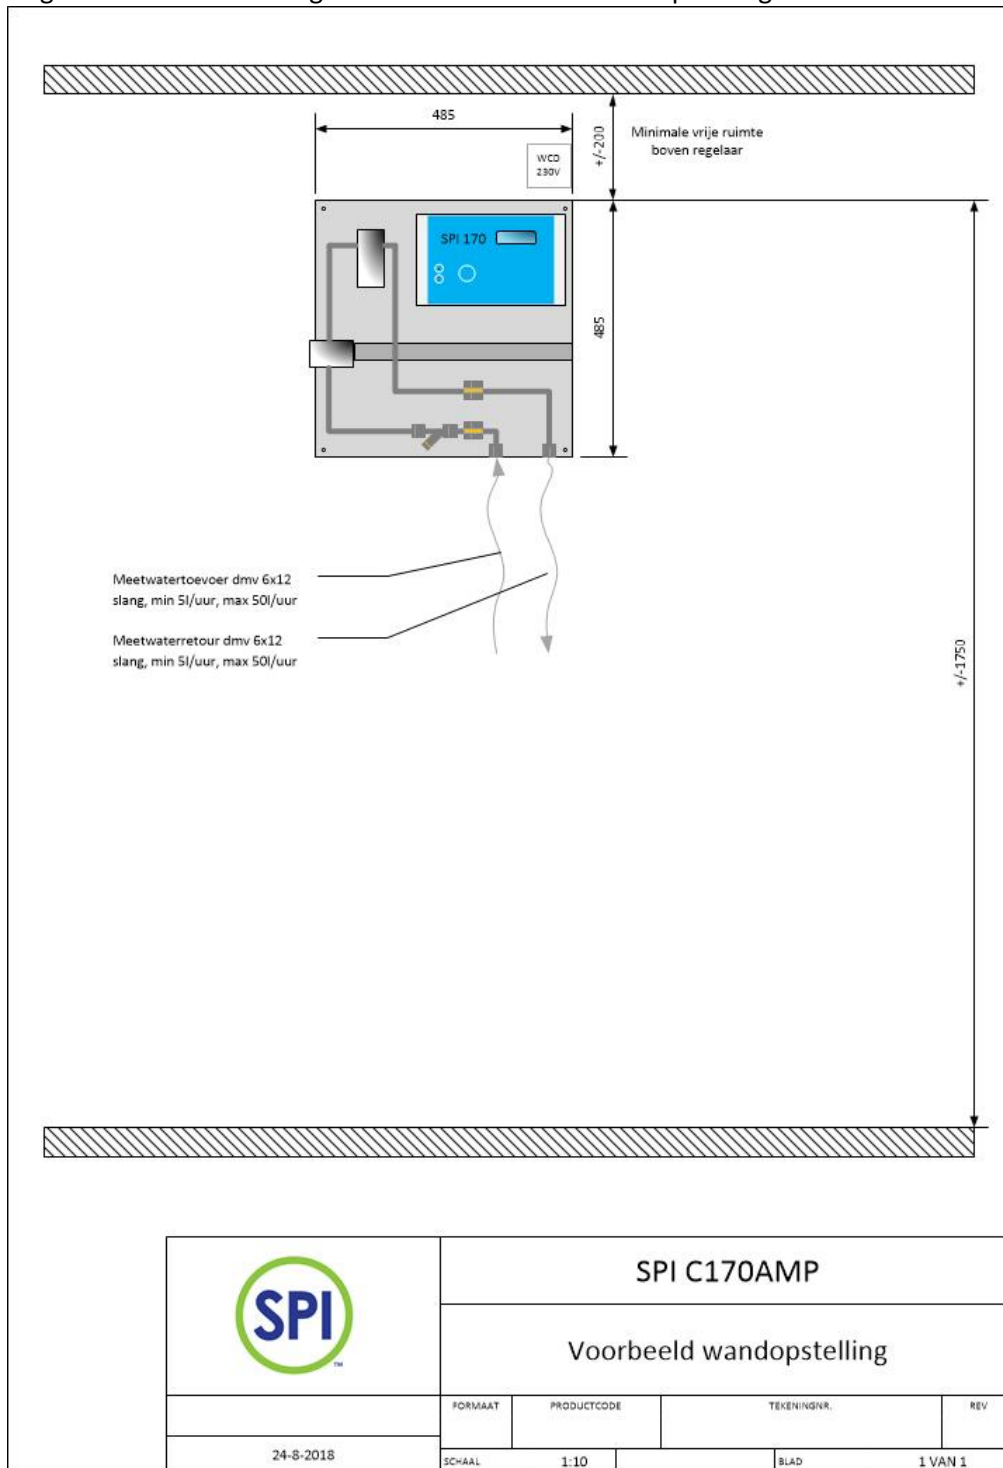 485
+/-200
Minimale vrije ruimte
boven regelaar
WCD
230V
SPI 170
485
Meetwatertoevoer dmv 6x12
slang, min 5l/uur, max 50l/uur
Meetwaterretour dmv 6x12
slang, min 5l/uur, max 50l/uur
+/-1750
SPI
™
SPI C170AMP
Voorbeeld wandopstelling
FORMAAT
PRODUCTCODE
TEKENINGNR.
REV
24-8-2018
SCHAAL
1:10
BLAD
1 VAN 1